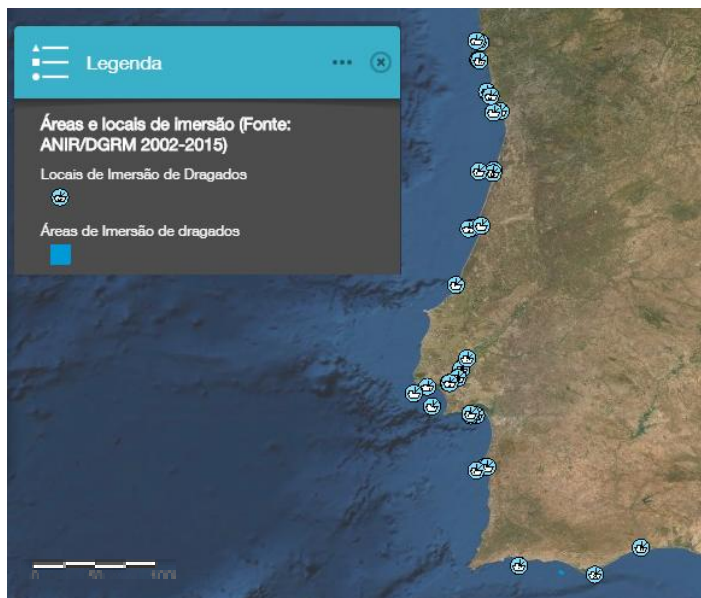 Legenda
Áreas e locais de imersão (Fonte:
ANIR/DGRM 2002-2015)
Locais de Imersão de Dragados
Áreas de Imersão de dragados
0